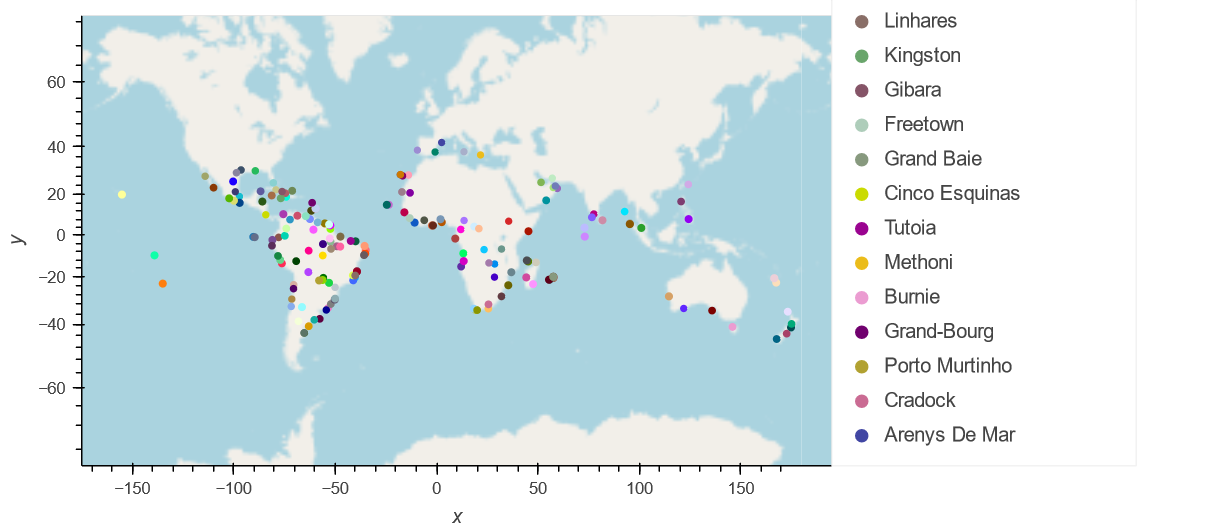 60
40
20
0
−20
−40
−60
y
−150
−100
−50
0
50
100
150
x
Linhares
Kingston
Gibara
Freetown
Grand Baie
Cinco Esquinas
Tutoia
Methoni
Burnie
Grand-Bourg
Porto Murtinho
Cradock
Arenys De Mar